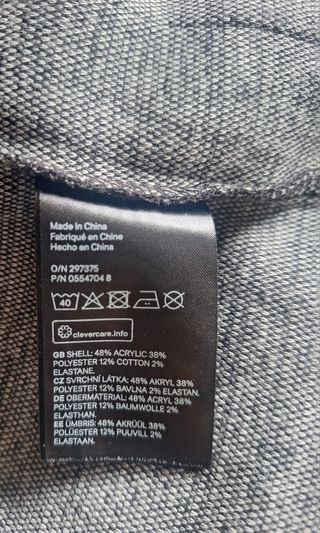 Made in China
Fabriqué en Chine
Hecho en China
O/N 297375
P/N 0554704 8
40
clevercare.info
GB SHELL: 48% ACRYLIC 38%
POLYESTER 12% COTTON 2%
ELASTANE.
CZ SVRCHNÍ LÁTKA: 48% AKRYL 38%
POLYESTER 12% BAVLNA 2% ELASTAN.
DE OBERMATERIAL: 48% ACRYL 38%
POLYESTER 12% BAUMWOLLE 2%
ELASTHAN.
EE ÜMBRIS: 48% AKRÜÜL 38%
POLÜESTER 12% PUUVILL 2%
ELASTAAN.